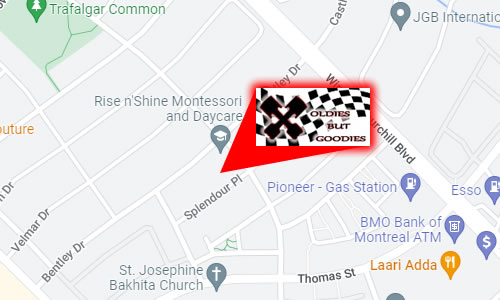 Trafalgar Common
JGB Internatio
Rise n'Shine Montessori
and Daycare
OLDIES
BUT
GOODIES
ley Dr
Wi
rchill Blvd
outure
Pioneer - Gas Station
Esso
Splendour Pl
Velmar Dr
Bentley Dr
n Dr
BMO Bank of
Montreal ATM
Laari Adda
St. Josephine
Bakhita Church
Thomas St